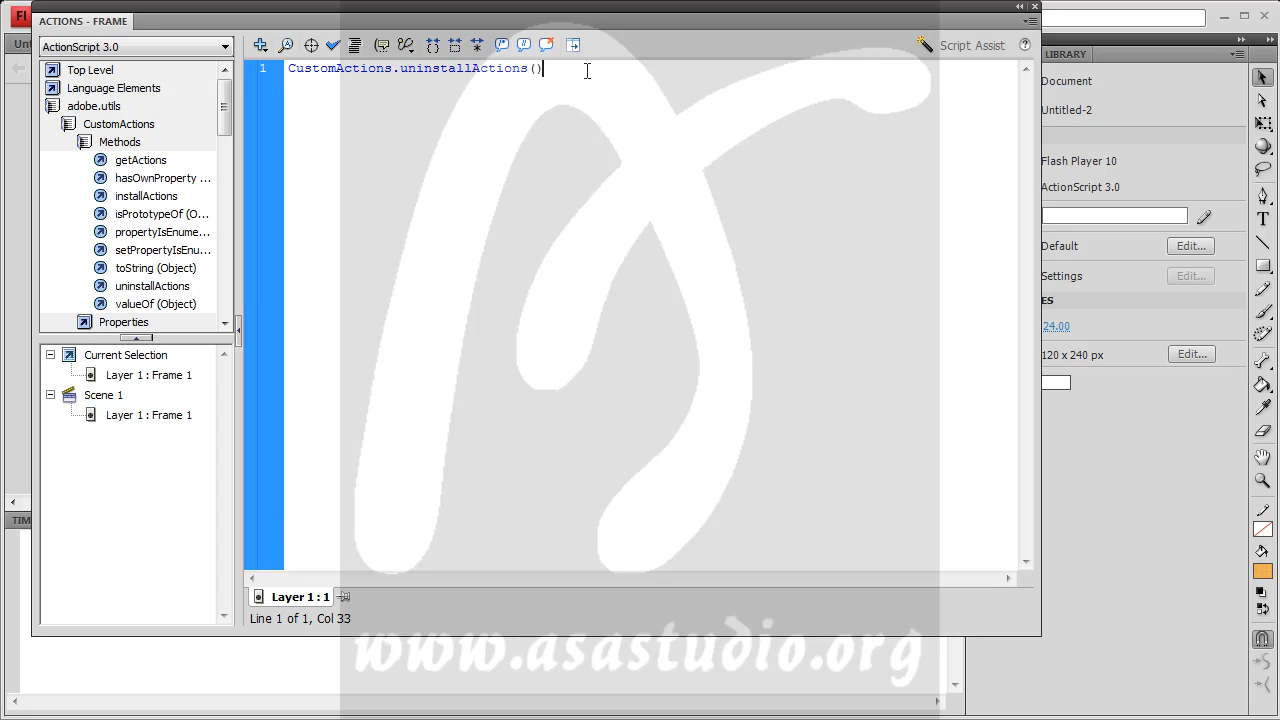 Fl
ACTIONS - FRAME
ActionScript 3.0
Script Assist
Top Level
Language Elements
adobe.utils
CustomActions
Methods
getActions
hasOwnProperty ...
installActions
isPrototypeOf (O...
propertyIsEnume...
setPropertyIsEnu...
toString (Object)
uninstallActions
valueOf (Object)
Properties
Current Selection
Layer 1 : Frame 1
Scene 1
Layer 1 : Frame 1
1 CustomActions.uninstallActions()
Layer 1 : 1
Line 1 of 1, Col 33
LIBRARY
Document
Untitled-2
Flash Player 10
ActionScript 3.0
Default Edit...
Settings Edit...
ES
24.00
120 x 240 px Edit...
Unt
TIM
www.asastudio.org